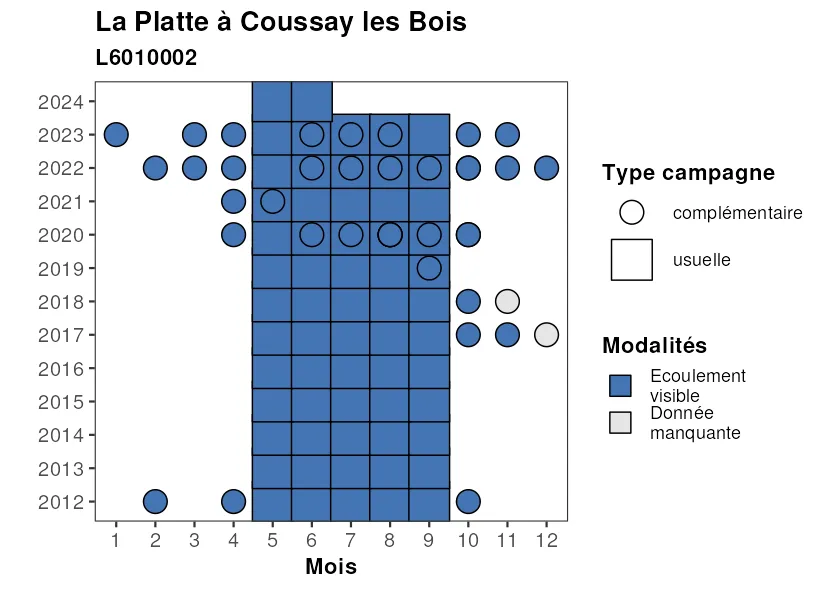 La Platte à Coussay les Bois
L6010002
2024
2023
2022
2021
2020
2019
2018
2017
2016
2015
2014
2013
2012
1 2 3 4 5 6 7 8 9 10 11 12
Mois
Type campagne
complémentaire
usuelle
Modalités
Ecoulement
visible
Donnée
manquante